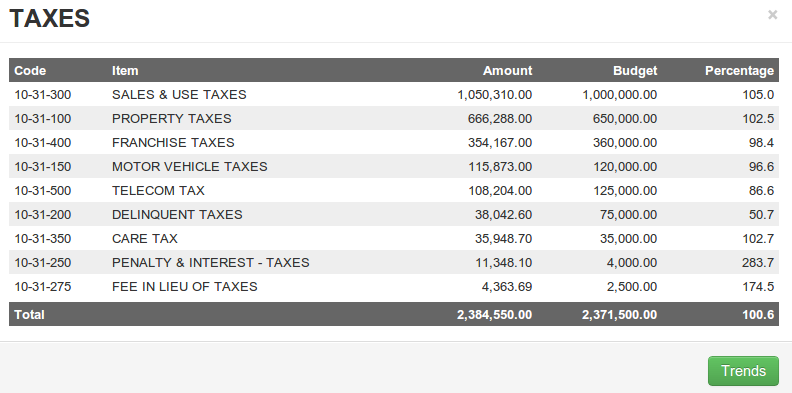 TAXES ×
Code Item Amount Budget Percentage
10-31-300 SALES & USE TAXES 1,050,310.00 1,000,000.00 105.0
10-31-100 PROPERTY TAXES 666,288.00 650,000.00 102.5
10-31-400 FRANCHISE TAXES 354,167.00 360,000.00 98.4
10-31-150 MOTOR VEHICLE TAXES 115,873.00 120,000.00 96.6
10-31-500 TELECOM TAX 108,204.00 125,000.00 86.6
10-31-200 DELINQUENT TAXES 38,042.60 75,000.00 50.7
10-31-350 CARE TAX 35,948.70 35,000.00 102.7
10-31-250 PENALTY & INTEREST - TAXES 11,348.10 4,000.00 283.7
10-31-275 FEE IN LIEU OF TAXES 4,363.69 2,500.00 174.5
Total 2,384,550.00 2,371,500.00 100.6
Trends